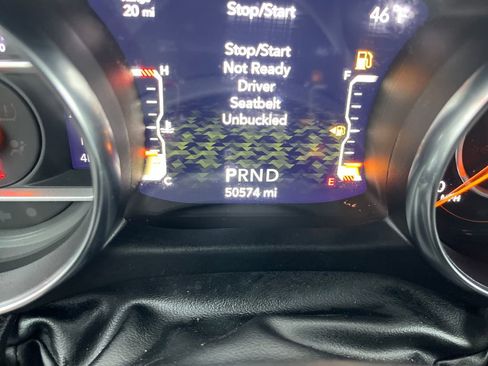 20 mi
Stop/Start
46
Stop/Start
Not Ready
H
Driver
F
Seatbelt
Unbuckled
PRND
C
50574 mi
E